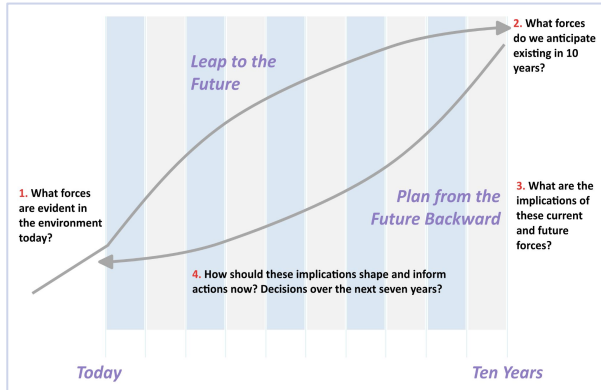 2. What forces
do we anticipate
existing in 10
years?
Leap to the
Future
1. What forces
are evident in
the environment
today?
Plan from the
Future Backward
3. What are the
implications of
these current
and future
forces?
4. How should these implications shape and inform
actions now? Decisions over the next seven years?
Today
Ten Years